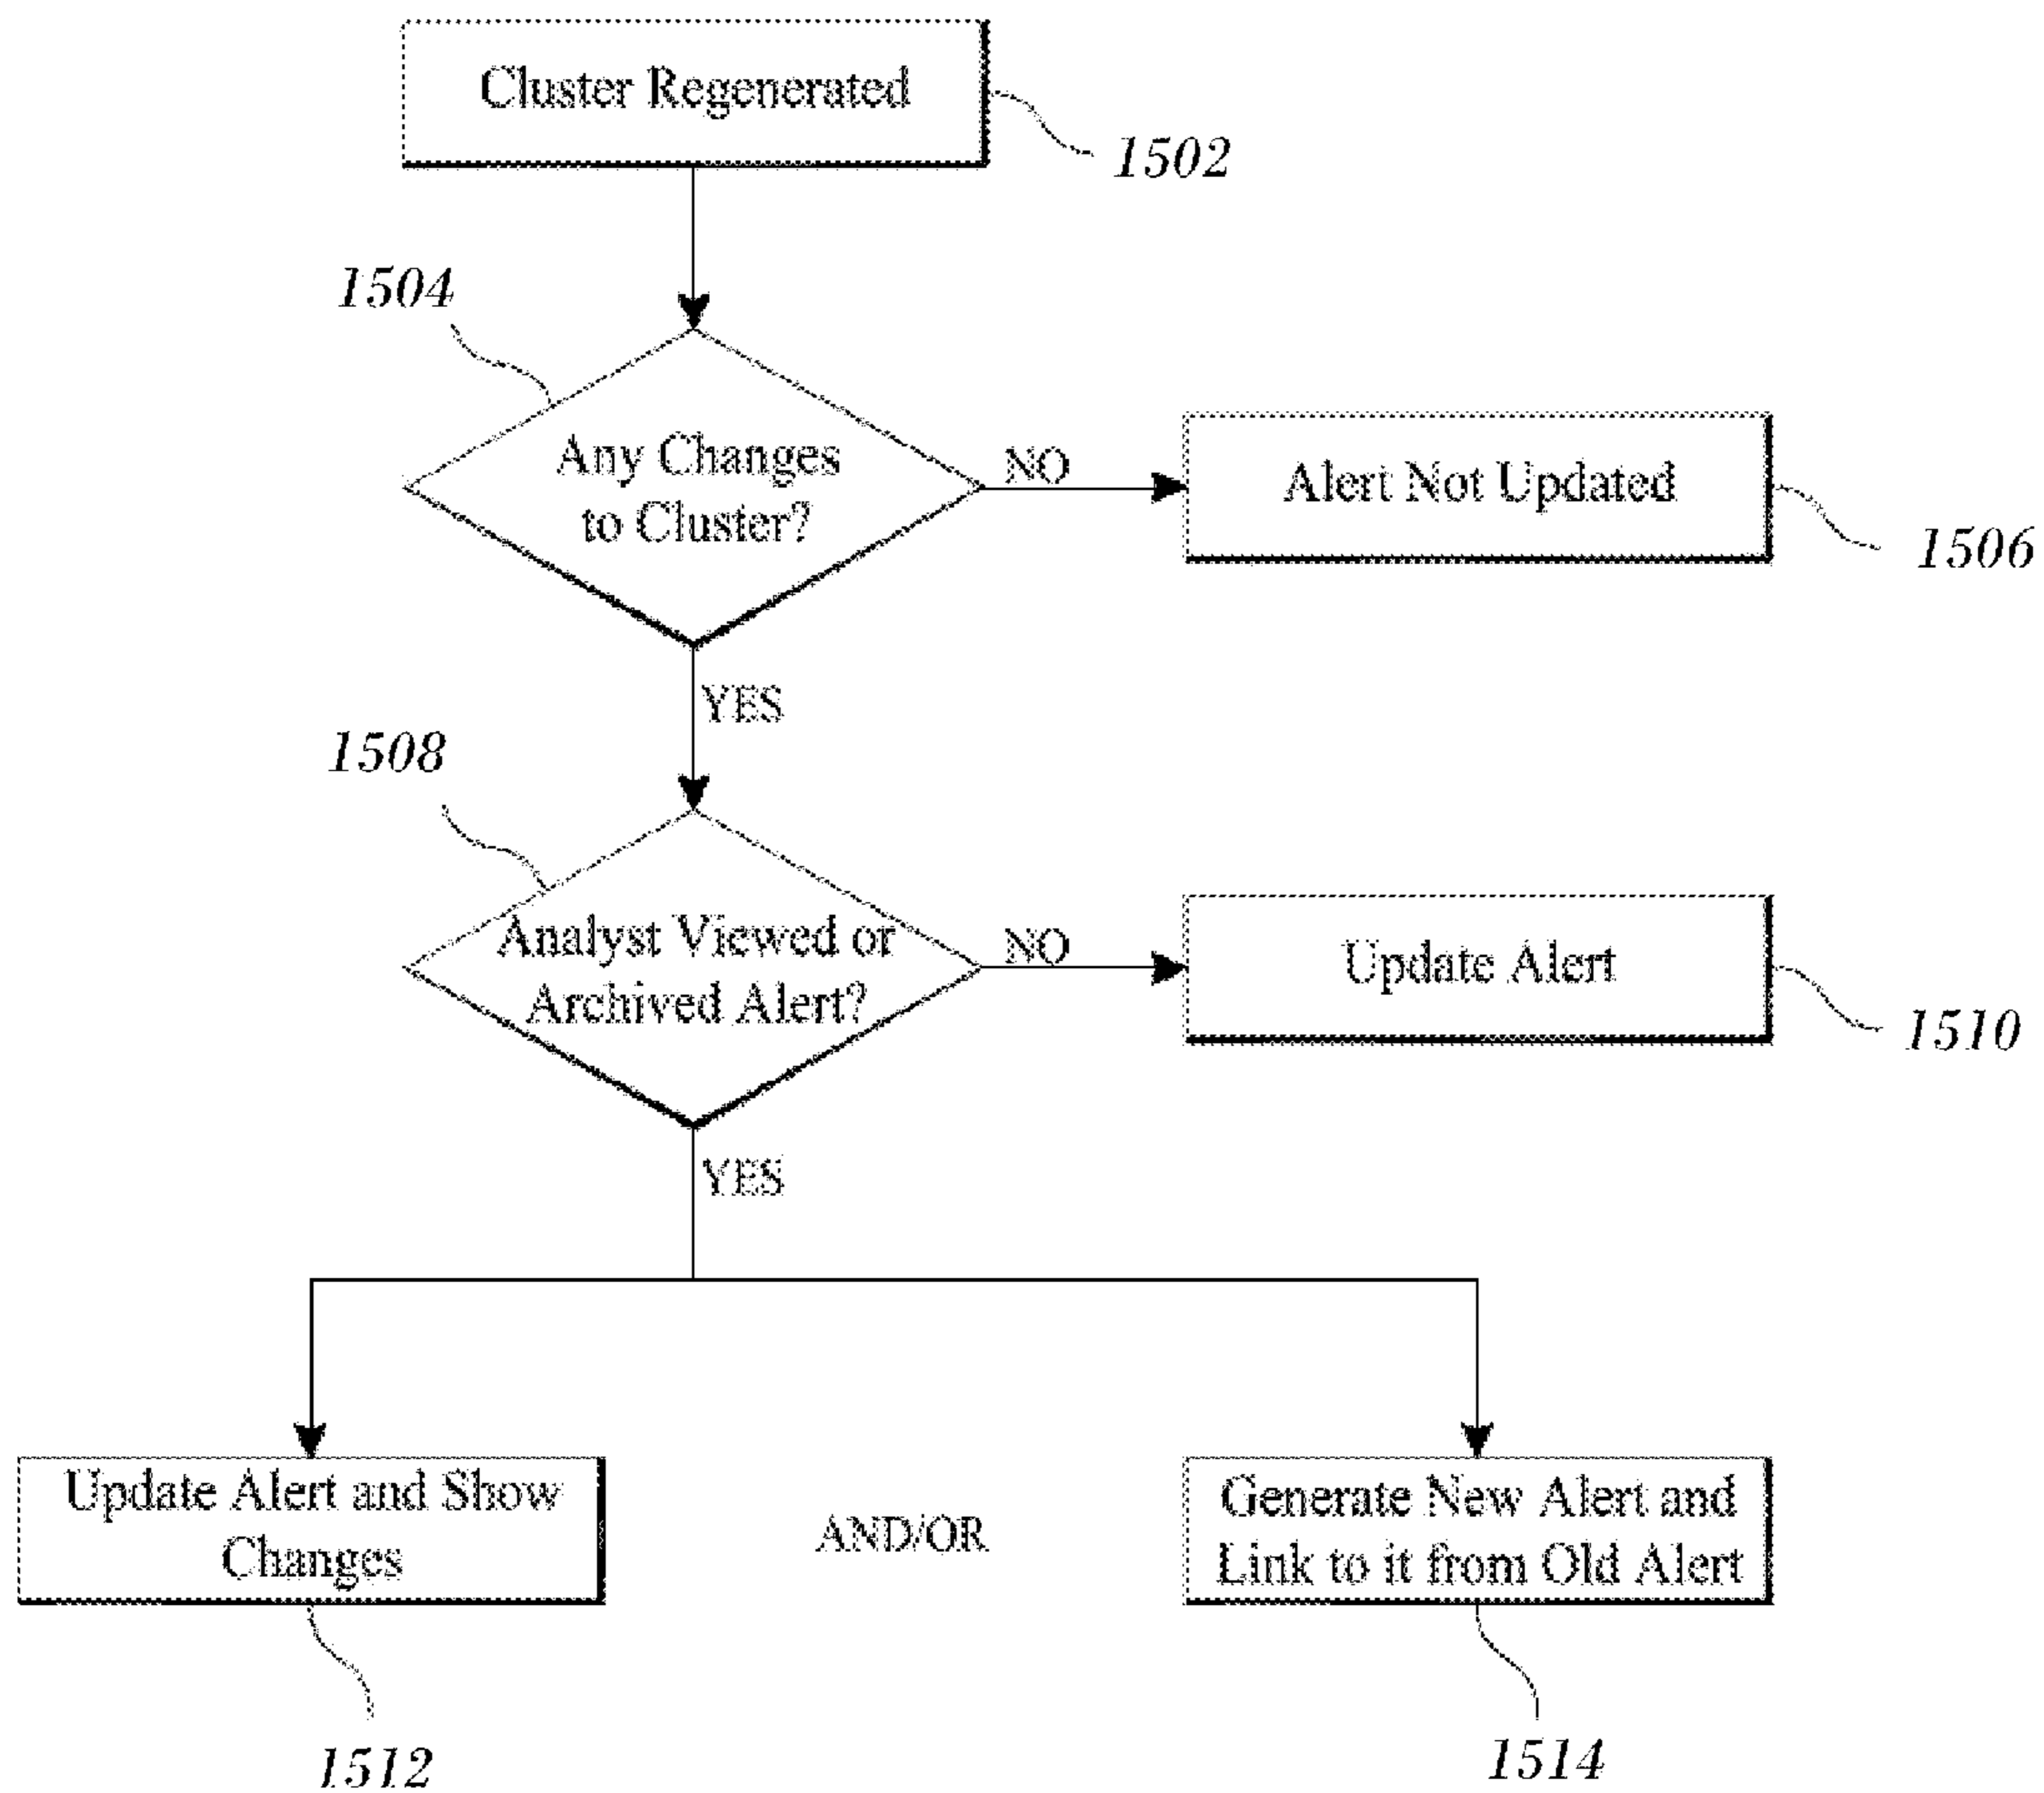 Cluster Regenerated
1502
1504
Any Changes
to Cluster?
NO
Alert Not Updated
1506
YES
1508
Analyst Viewed or
Archived Alert?
NO
Update Alert
1510
YES
Update Alert and Show
Changes
AND/OR
Generate New Alert and
Link to it from Old Alert
1512
1514